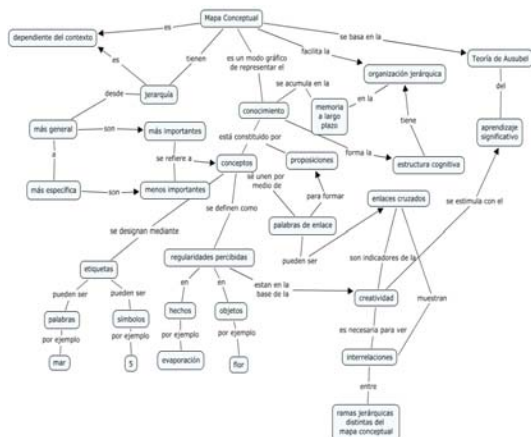 Mapa Conceptual
es
se basa en la
dependiente del contexto
tienen
facilita la
es
es un modo gráfico
de representar el
Teoría de Ausubel
organización jerárquica
Jerarquía
se acumula en la
del
desde
conocimiento
memoria
a largo
plazo
en la
más general
son
más importantes
está constituido por
forma la
tiene
aprendizaje
significativo
a
se refiere a
conceptos
proposiciones
estructura cognitiva
más específica
son
menos importantes
se unen por
medio de
para formar
enlaces cruzados
se estimula con el
se definen como
palabras de enlace
se designan mediante
pueden ser
etiquetas
regularidades percibidas
son indicadores de la
pueden ser
pueden ser
en
en
estan en la
base de la
creatividad
muestran
palabras
símbolos
hechos
objetos
por ejemplo
por ejemplo
por ejemplo
por ejemplo
es necesaria para ver
mar
5
evaporación
flor
interrelaciones
entre
ramas jerárquicas
distintas del
mapa conceptual